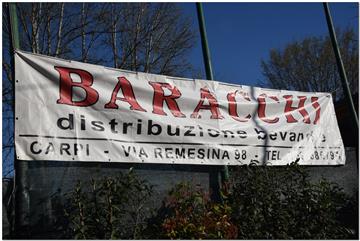 BARACCHI
distribuzione bevande
CARPI - VIA REMESINA 98 - TEL